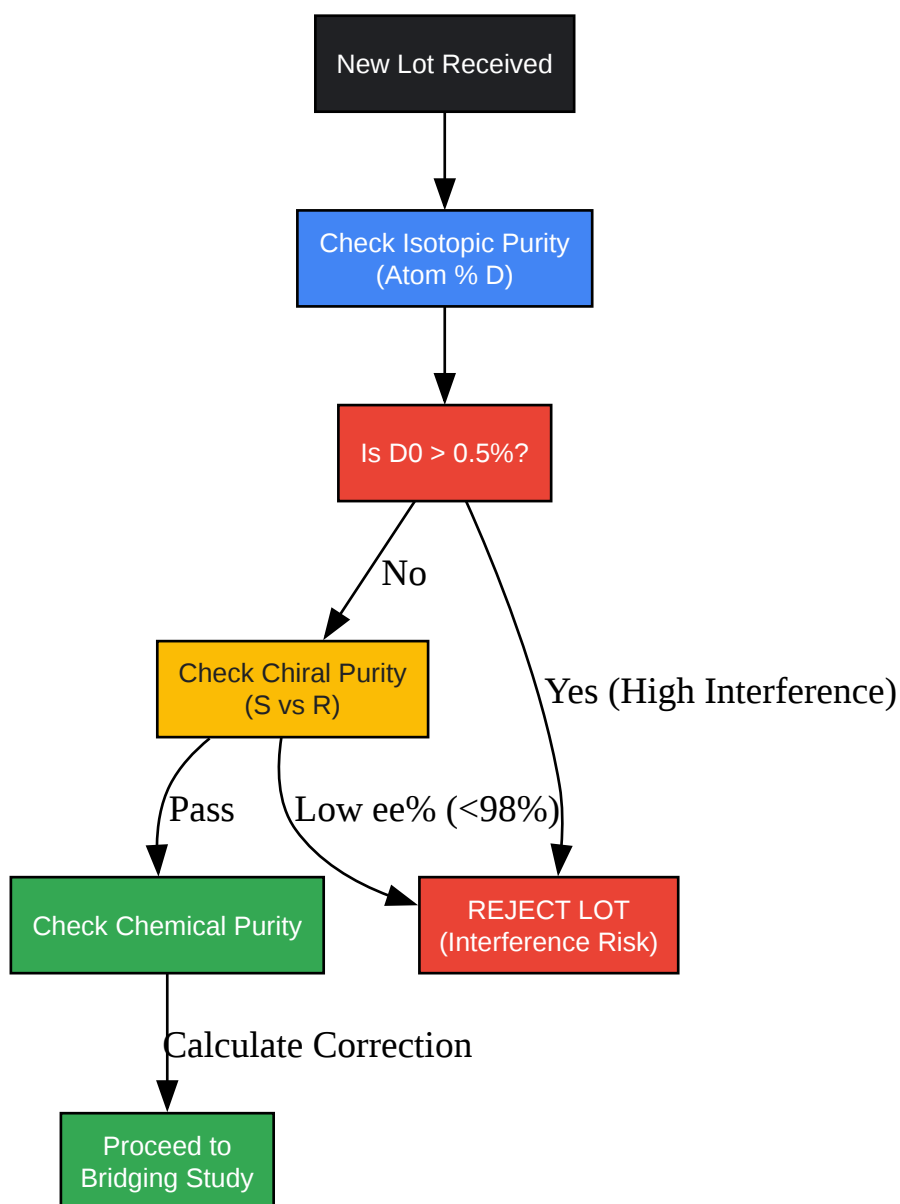 New Lot Received
Check Isotopic Purity
(Atom % D)
Is D0 > 0.5%?
No
Check Chiral Purity
(S vs R)
Yes (High Interference)
Pass
Low ee% (<98%)
Check Chemical Purity
REJECT LOT
(Interference Risk)
Calculate Correction
Proceed to
Bridging Study